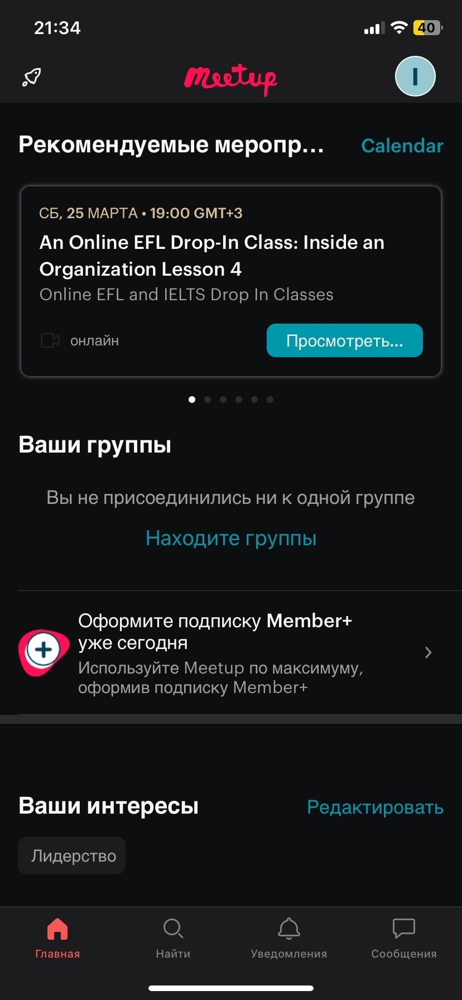 21:34
40
Meetup
I
Рекомендуемые меропр...
Calendar
СБ, 25 МАРТА • 19:00 GMT+3
An Online EFL Drop-In Class: Inside an
Organization Lesson 4
Online EFL and IELTS Drop In Classes
онлайн
Просмотреть...
Ваши группы
Вы не присоединились ни к одной группе
Находите группы
Оформите подписку Member+
уже сегодня
Используйте Meetup по максимуму,
оформив подписку Member+
Ваши интересы
Редактировать
Лидерство
Главная
Найти
Уведомления
Сообщения